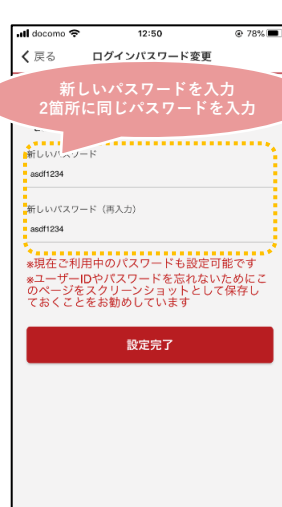 docomo 12:50 78%
戻る ログインパスワード変更
新しいパスワードを入力
2箇所に同じパスワードを入力
新しいパスワード
asdf1234
新しいパスワード（再入力）
asdf1234
※現在ご利用中のパスワードも設定可能です
※ユーザーIDやパスワードを忘れないためにこ
のページをスクリーンショットとして保存し
ておくことをお勧めしています
設定完了